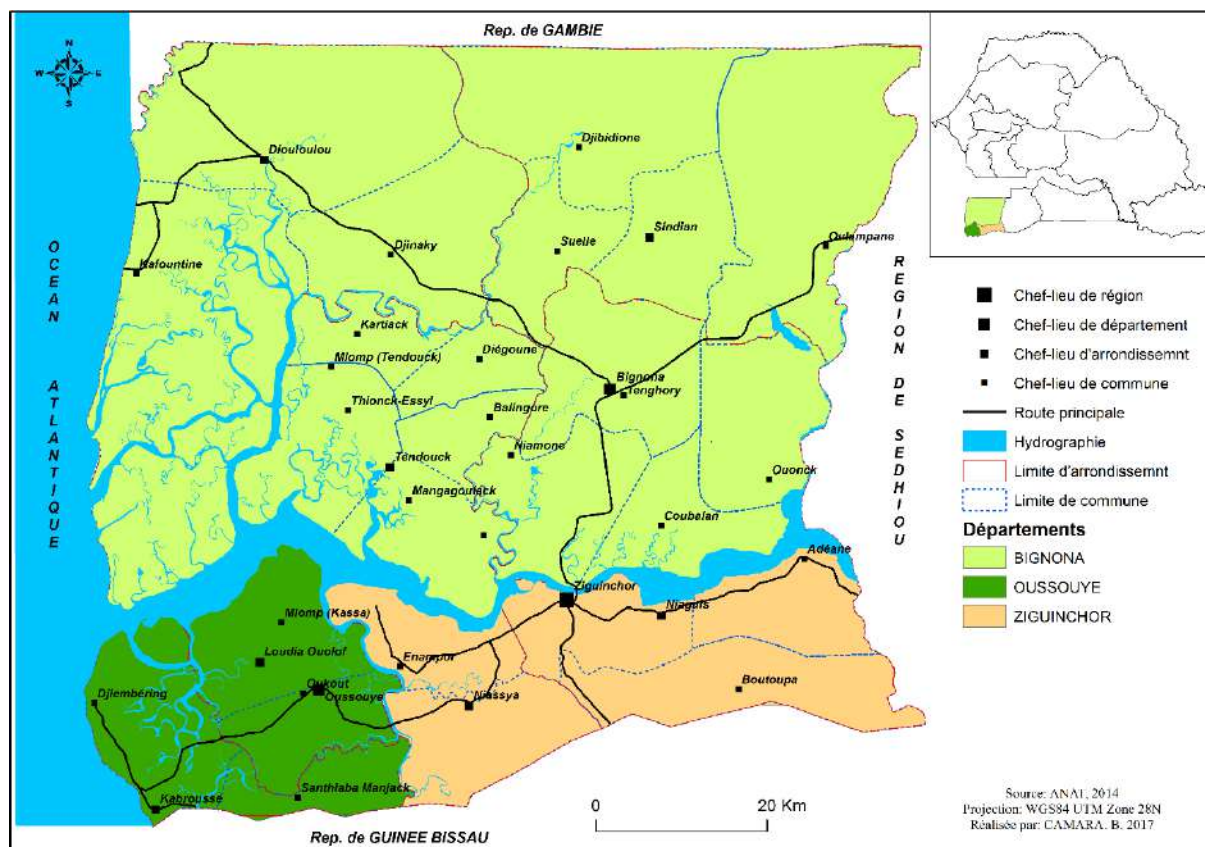 Rep. de GAMBIE
N
W E
S
Diouloulou
Djibidione
Sindian
Suelle
Oulampane
Djinaky
Kafountine
Kartiack
Mlomp (Tendouck)
Diégoune
Bignona
Tenghory
Thionck-Essyl
Balingore
Niamone
Tendouck
Mangagoulack
Ouonck
Coubalan
Adéane
Ziguinchor
Niaguis
Mlomp (Kassa)
Loudia Ouolof
Enampor
Oukout
Oussouye
Djiembéring
Niassya
Boutoupa
Santhiaba Manjack
Kabrousse
OCEAN ATLANTIQUE
REGION DE SEDHIOU
Rep. de GUINEE BISSAU
0 20 Km
Chef-lieu de région
Chef-lieu de département
Chef-lieu d'arrondissemnt
Chef-lieu de commune
Route principale
Hydrographie
Limite d'arrondissemnt
Limite de commune
Départements
BIGNONA
OUSSOUYE
ZIGUINCHOR
Source: ANAT, 2014
Projection: WGS84 UTM Zone 28N
Réalisée par: CAMARA. B. 2017